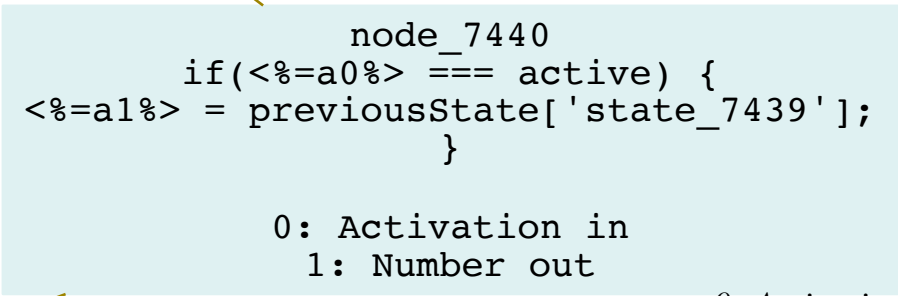 node_7440
if(<%=a0%> === active) {
<%=a1%> = previousState['state_7439'];
}
0: Activation in
1: Number out